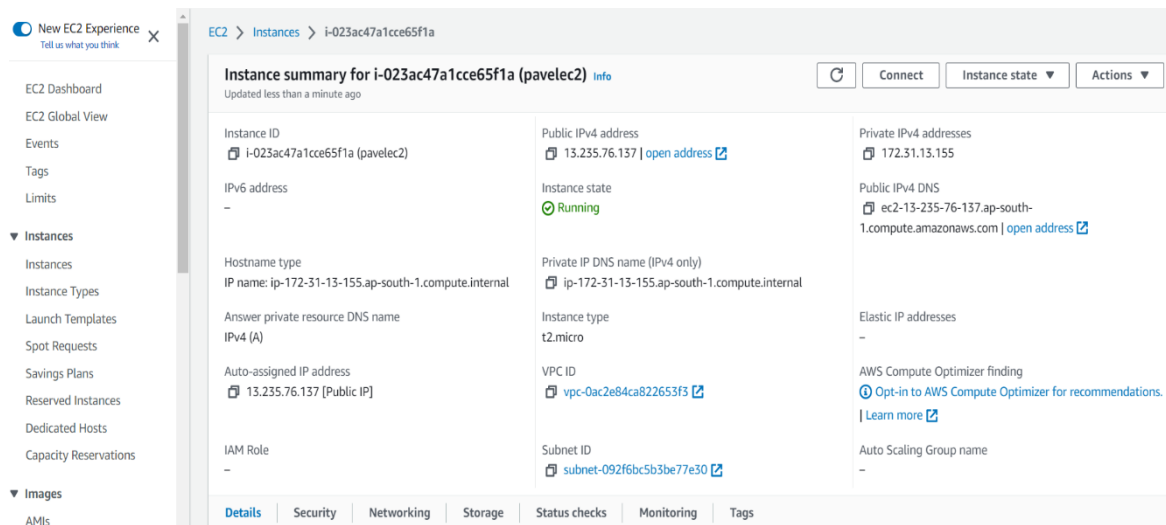 New EC2 Experience
Tell us what you think
EC2 Dashboard
EC2 Global View
Events
Tags
Limits
Instances
Instances
Instance Types
Launch Templates
Spot Requests
Savings Plans
Reserved Instances
Dedicated Hosts
Capacity Reservations
Images
AMIs
EC2 > Instances > i-023ac47a1cce65f1a
Instance summary for i-023ac47a1cce65f1a (pavelec2) Info
Updated less than a minute ago
Connect
Instance state
Actions
Instance ID
i-023ac47a1cce65f1a (pavelec2)
Public IPv4 address
13.235.76.137 | open address
Private IPv4 addresses
172.31.13.155
IPv6 address
–
Instance state
Running
Public IPv4 DNS
ec2-13-235-76-137.ap-south-
1.compute.amazonaws.com | open address
Hostname type
IP name: ip-172-31-13-155.ap-south-1.compute.internal
Private IP DNS name (IPv4 only)
ip-172-31-13-155.ap-south-1.compute.internal
Answer private resource DNS name
IPv4 (A)
Instance type
t2.micro
Elastic IP addresses
–
Auto-assigned IP address
13.235.76.137 [Public IP]
VPC ID
vpc-0ac2e84ca822653f3
AWS Compute Optimizer finding
Opt-in to AWS Compute Optimizer for recommendations.
| Learn more
IAM Role
–
Subnet ID
subnet-092f6bc5b3be77e30
Auto Scaling Group name
–
Details
Security
Networking
Storage
Status checks
Monitoring
Tags